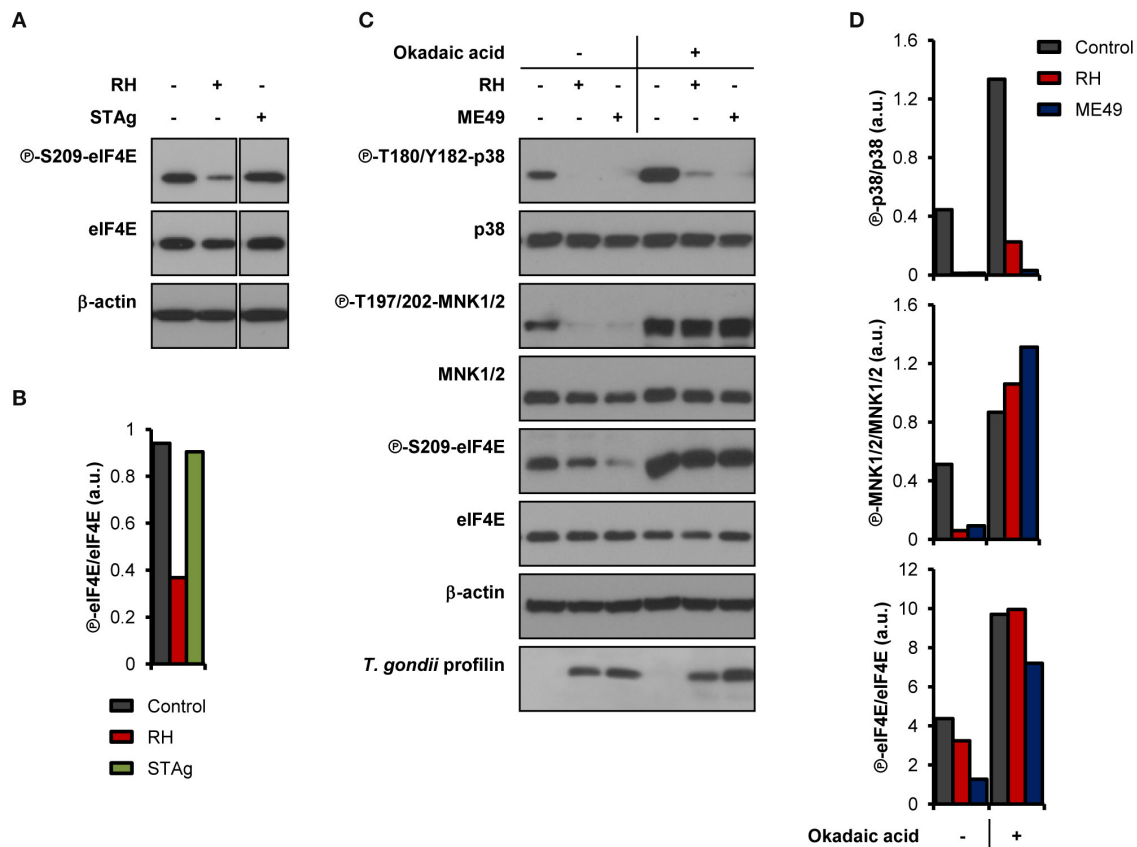 A
RH - + -
STAg - - +
℗-S209-eIF4E
eIF4E
β-actin
B
℗-eIF4E/eIF4E (a.u.)
1
0.8
0.6
0.4
0.2
0
Control
RH
STAg
C
Okadaic acid - +
RH - + - - + -
ME49 - - + - - +
℗-T180/Y182-p38
p38
℗-T197/202-MNK1/2
MNK1/2
℗-S209-eIF4E
eIF4E
β-actin
T. gondii profilin
D
Control
RH
ME49
℗-p38/p38 (a.u.)
1.6
1.2
0.8
0.4
0
℗-MNK1/2/MNK1/2 (a.u.)
1.6
1.2
0.8
0.4
0
℗-eIF4E/eIF4E (a.u.)
12
10
8
6
4
2
0
Okadaic acid - +